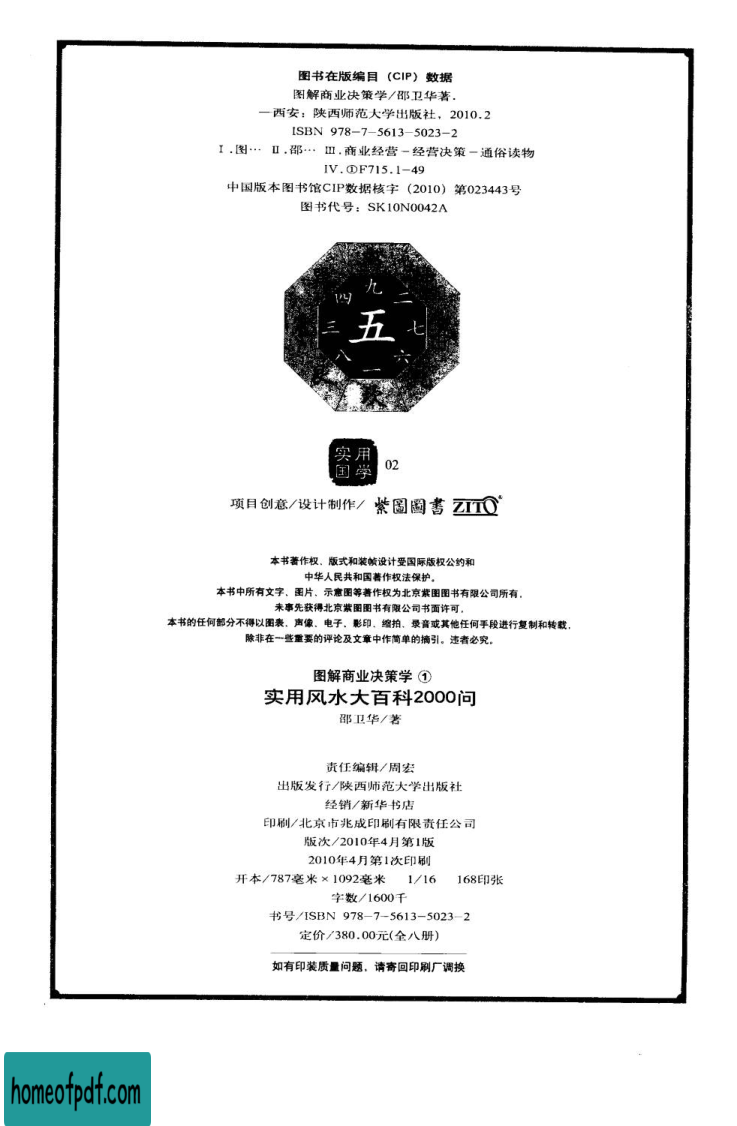 图书在版编目（CIP）数据
图解商业决策学/邵卫华著．
—西安：陕西师范大学出版社，2010.2
ISBN 978-7-5613-5023-2
Ⅰ.图… Ⅱ.邵… Ⅲ.商业经营－经营决策－通俗读物
Ⅳ.①F715.1-49
中国版本图书馆CIP数据核字（2010）第023443号
图书代号：SK10N0042A
四 九 二
三 五 七
八 一 六
实用
国学
02
项目创意/设计制作/ 紫圖圖書 ZITO®
本书著作权、版式和装帧设计受国际版权公约和
中华人民共和国著作权法保护。
本书中所有文字、图片、示意图等著作权为北京紫图图书有限公司所有，
未事先获得北京紫图图书有限公司书面许可，
本书的任何部分不得以图表、声像、电子、影印、缩拍、录音或其他任何手段进行复制和转载，
除非在一些重要的评论及文章中作简单的摘引。违者必究。
图解商业决策学 ①
实用风水大百科2000问
邵卫华/著
责任编辑/周宏
出版发行/陕西师范大学出版社
经销/新华书店
印刷/北京市兆成印刷有限责任公司
版次/2010年4月第1版
2010年4月第1次印刷
开本/787毫米×1092毫米 1/16 168印张
字数/1600千
书号/ISBN 978-7-5613-5023-2
定价/380.00元(全八册)
如有印装质量问题，请寄回印刷厂调换
homeofpdf.com